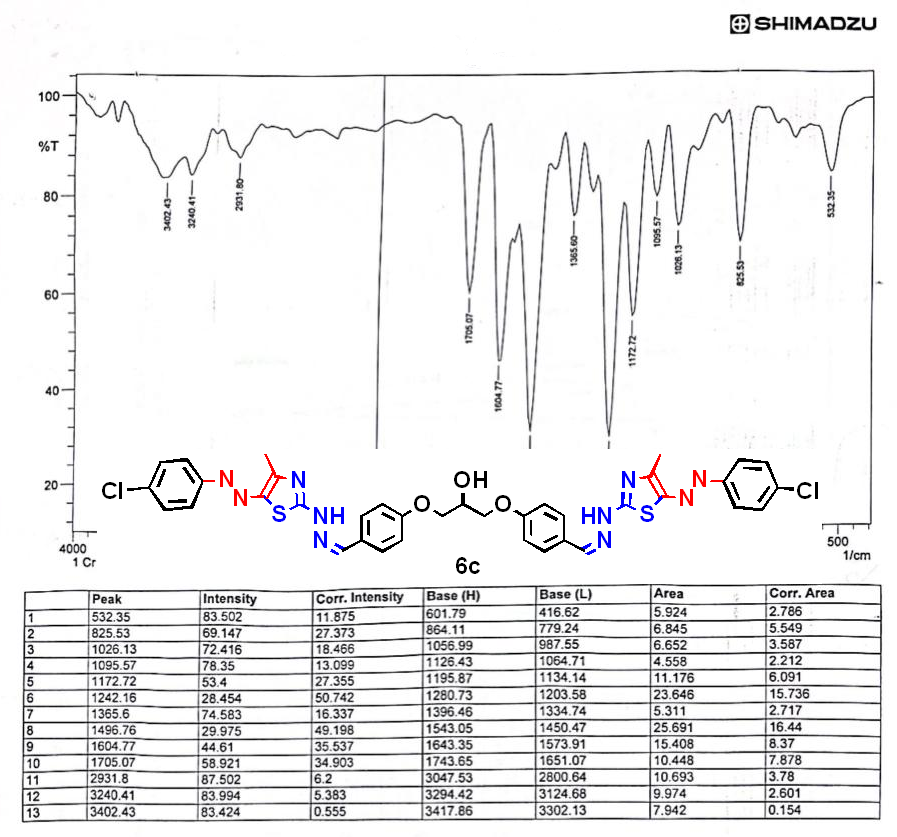 SHIMADZU
100
%T
80
60
40
20
3402.43
3240.41
2931.80
1705.07
1604.77
1365.60
1172.72
1095.57
1026.13
825.53
532.35
Cl N N N S NH N O OH O N HN N S N N Cl
6c
4000 500
1 Cr 1/cm
Peak Intensity Corr. Intensity Base (H) Base (L) Area Corr. Area
1 532.35 83.502 11.875 601.79 416.62 5.924 2.786
2 825.53 69.147 27.373 864.11 779.24 6.845 5.549
3 1026.13 72.416 18.466 1056.99 987.55 6.652 3.587
4 1095.57 78.35 13.099 1126.43 1064.71 4.558 2.212
5 1172.72 53.4 27.355 1195.87 1134.14 11.176 6.091
6 1242.16 28.454 50.742 1280.73 1203.58 23.646 15.736
7 1365.6 74.583 16.337 1396.46 1334.74 5.311 2.717
8 1496.76 29.975 49.198 1543.05 1450.47 25.691 16.44
9 1604.77 44.61 35.537 1643.35 1573.91 15.408 8.37
10 1705.07 58.921 34.903 1743.65 1651.07 10.448 7.878
11 2931.8 87.502 6.2 3047.53 2800.64 10.693 3.78
12 3240.41 83.994 5.383 3294.42 3124.68 9.974 2.601
13 3402.43 83.424 0.555 3417.86 3302.13 7.942 0.154